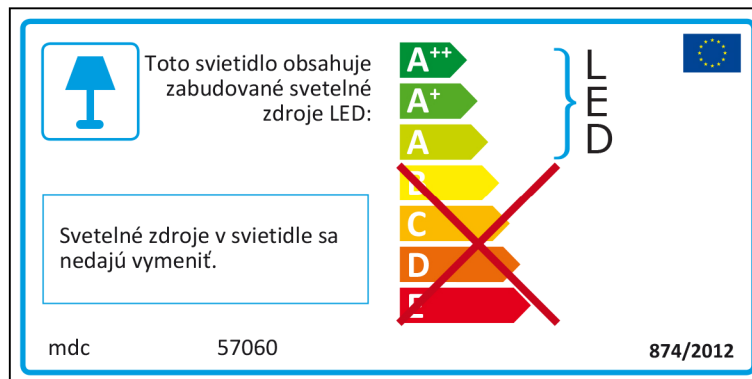 Toto svietidlo obsahuje
zabudované svetelné
zdroje LED:
A++
A+
A
B
C
D
E
L
E
D
Svetelné zdroje v svietidle sa
nedajú vymeniť.
mdc 57060
874/2012